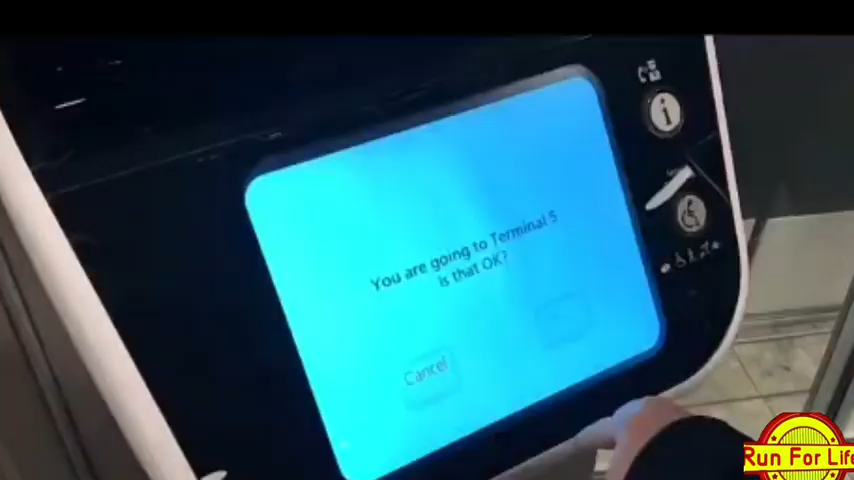 You are going to Terminal 5
is that OK?
Cancel
i
Run For Life